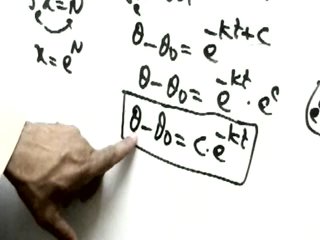 x = N
x = e^N
θ - θ₀ = e^{-kt+c}
θ - θ₀ = e^{-kt} · e^c
θ - θ₀ = c · e^{-kt}